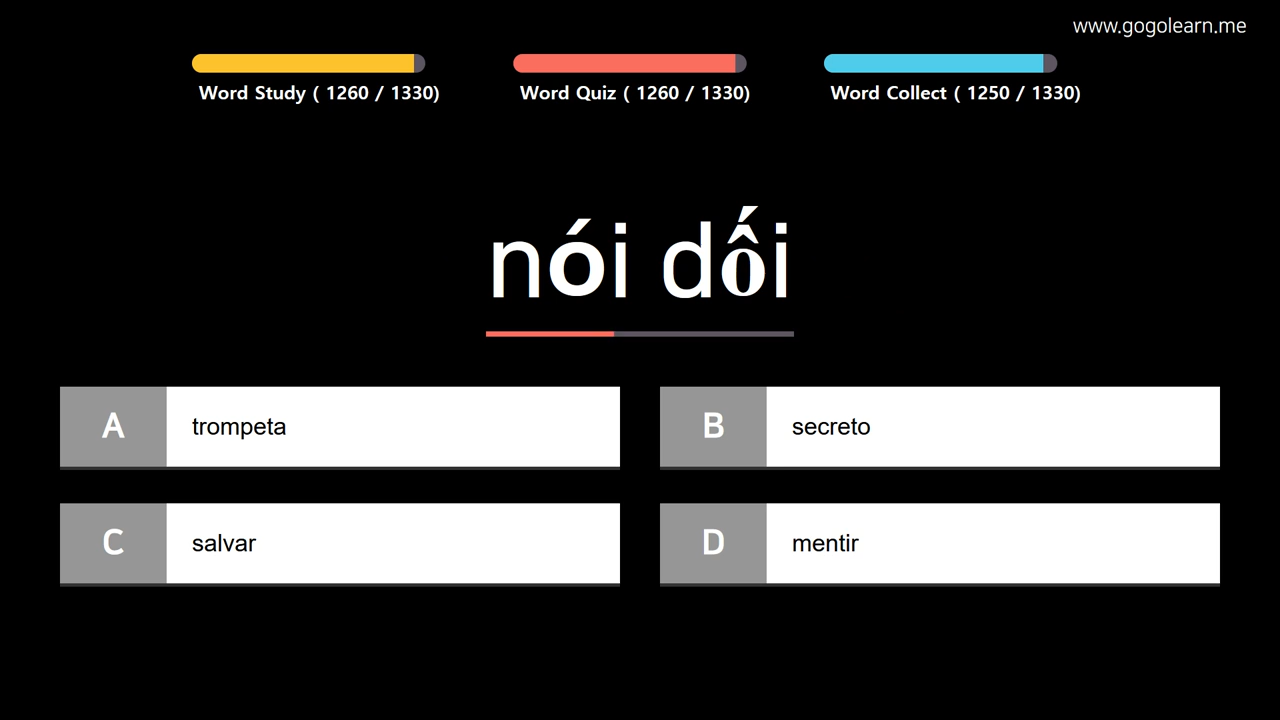 www.gogolearn.me
Word Study ( 1260 / 1330)
Word Quiz ( 1260 / 1330)
Word Collect ( 1250 / 1330)
nói dối
A trompeta
B secreto
C salvar
D mentir